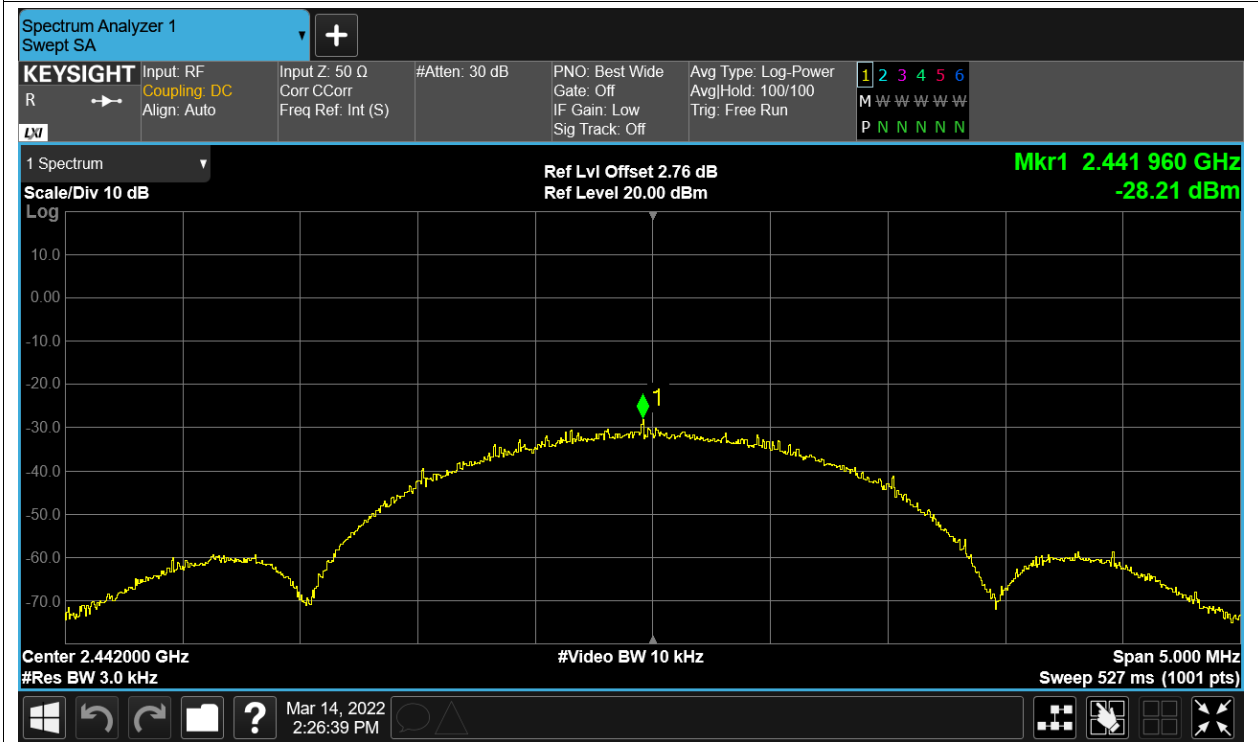 Spectrum Analyzer 1
Swept SA
KEYSIGHT
R
LXI
Input: RF
Coupling: DC
Align: Auto
Input Z: 50 Ω
Corr CCorr
Freq Ref: Int (S)
#Atten: 30 dB
PNO: Best Wide
Gate: Off
IF Gain: Low
Sig Track: Off
Avg Type: Log-Power
Avg|Hold: 100/100
Trig: Free Run
1 2 3 4 5 6
M W W W W W
P N N N N N
1 Spectrum
Scale/Div 10 dB
Log
Ref Lvl Offset 2.76 dB
Ref Level 20.00 dBm
Mkr1 2.441 960 GHz
-28.21 dBm
10.0
0.00
-10.0
-20.0
1
-30.0
-40.0
-50.0
-60.0
-70.0
Center 2.442000 GHz
#Res BW 3.0 kHz
#Video BW 10 kHz
Span 5.000 MHz
Sweep 527 ms (1001 pts)
?
Mar 14, 2022
2:26:39 PM